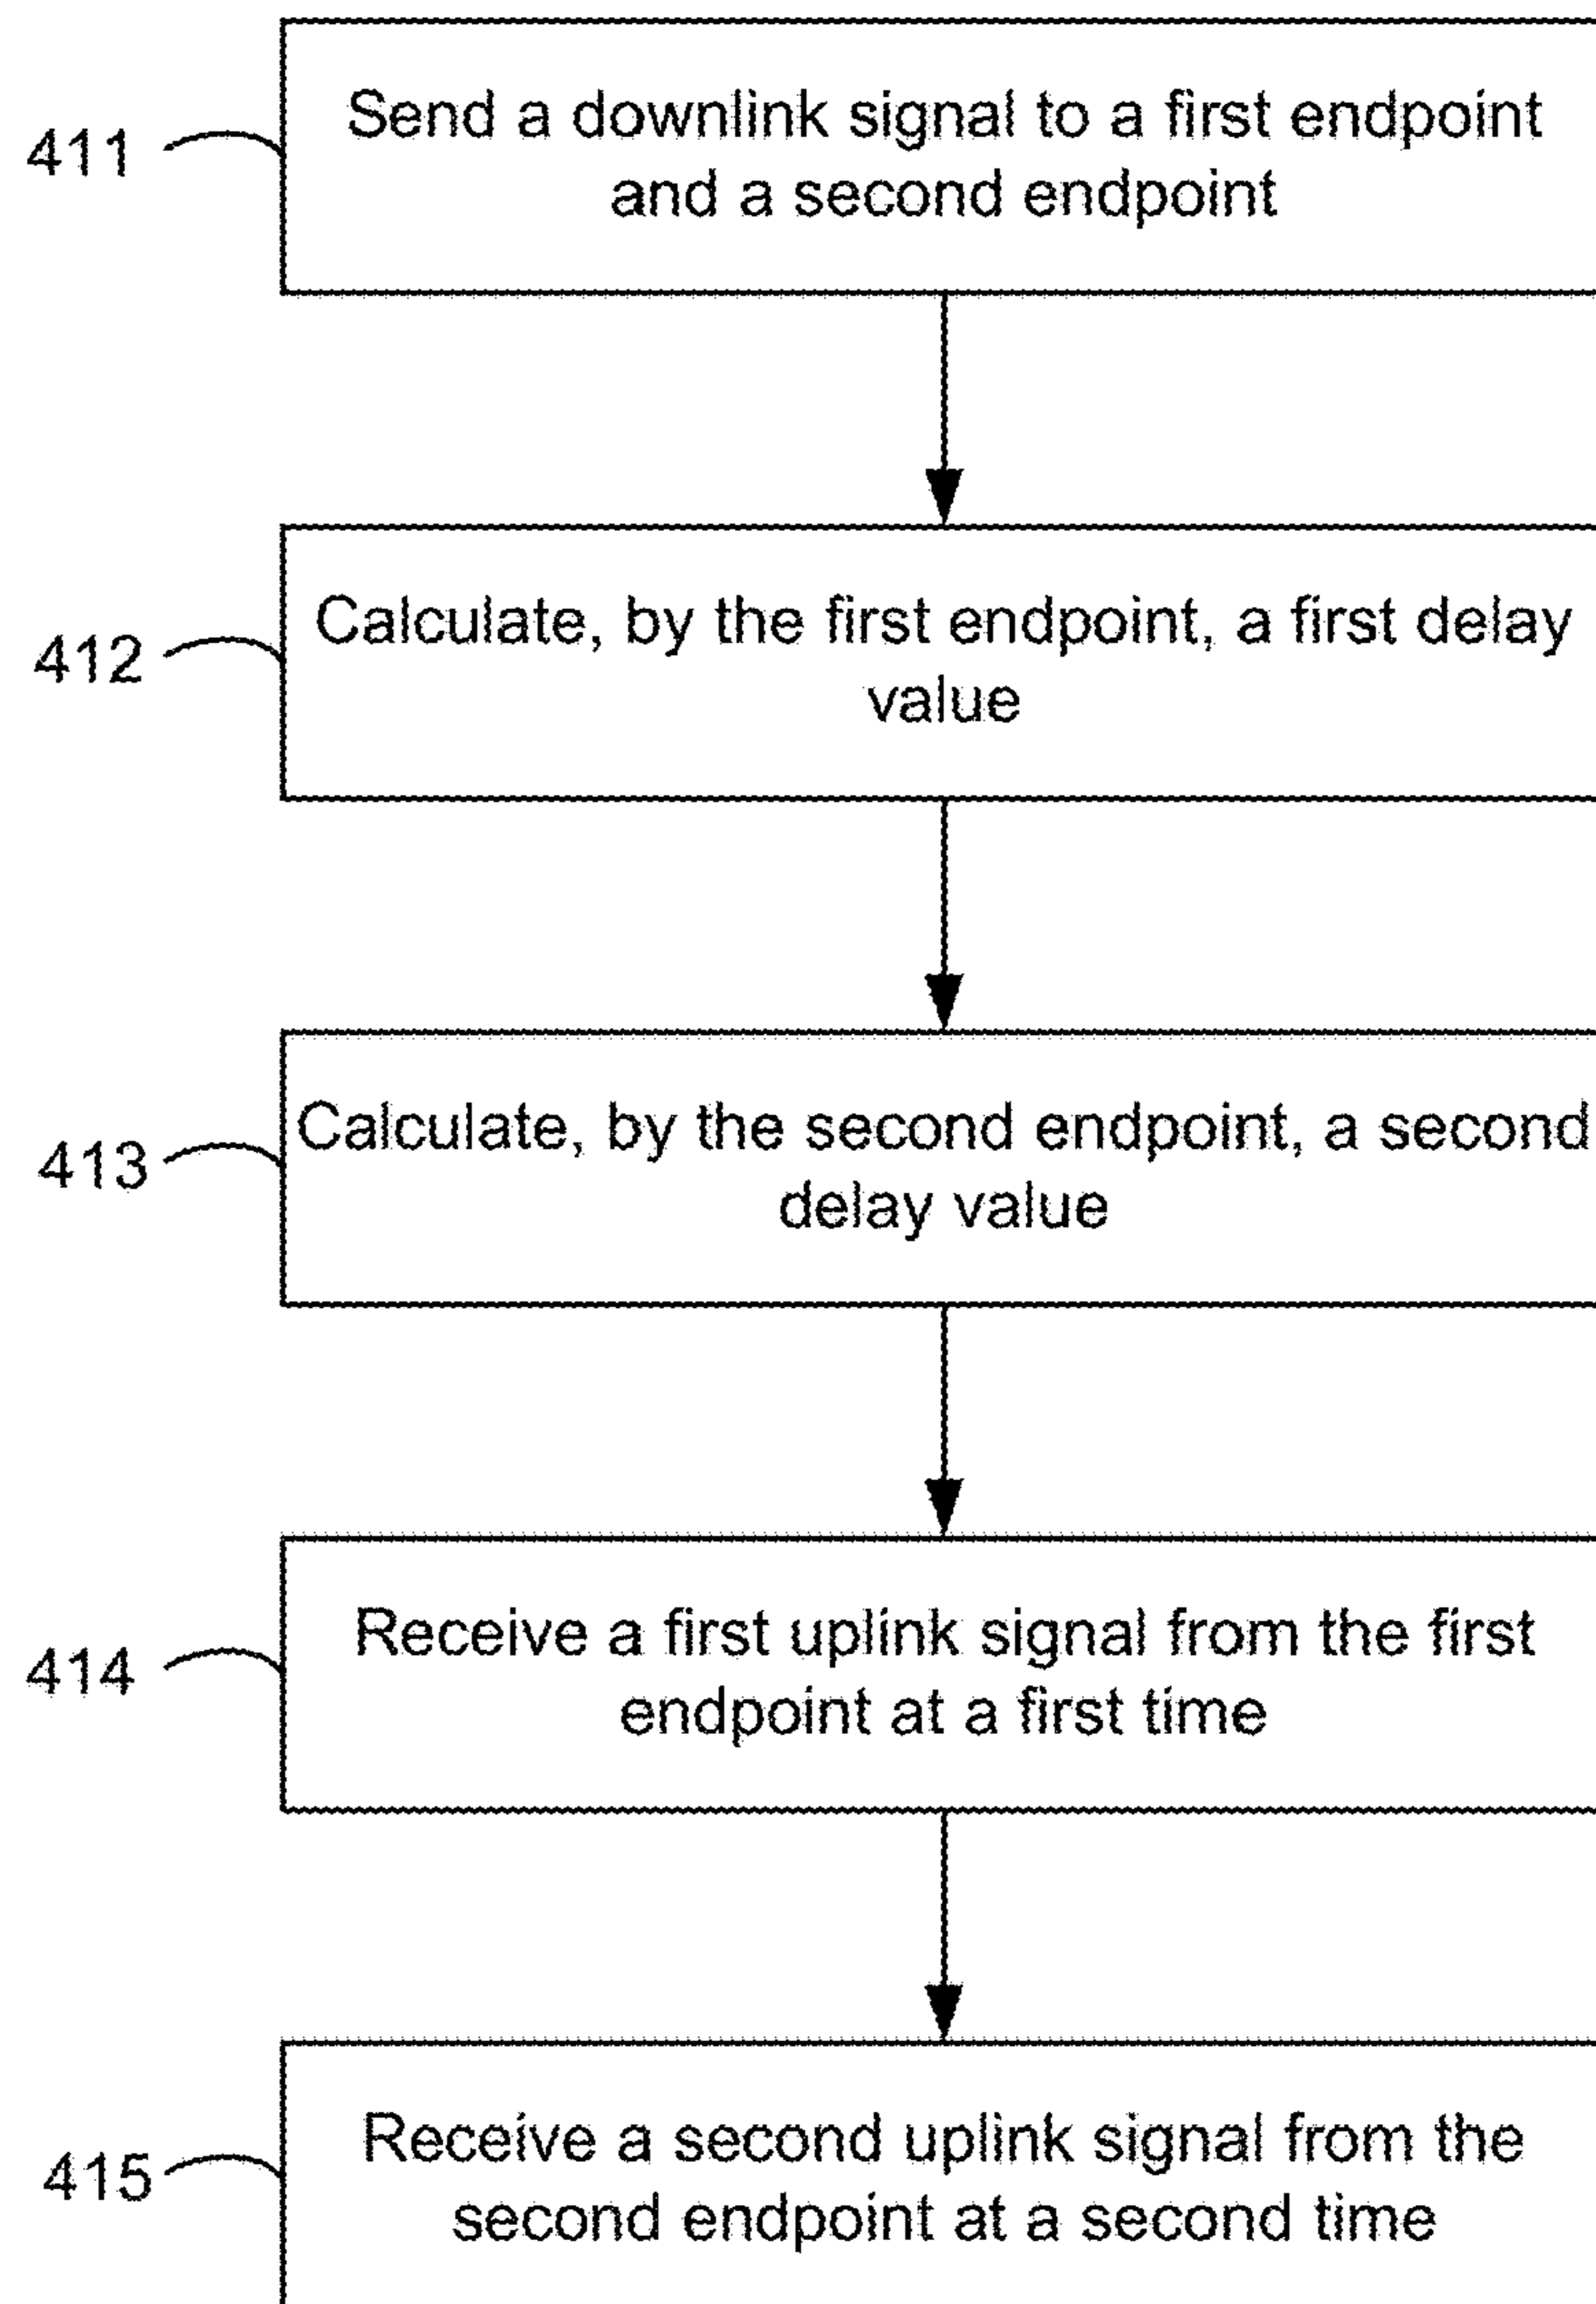 411
Send a downlink signal to a first endpoint
and a second endpoint
412
Calculate, by the first endpoint, a first delay
value
413
Calculate, by the second endpoint, a second
delay value
414
Receive a first uplink signal from the first
endpoint at a first time
415
Receive a second uplink signal from the
second endpoint at a second time